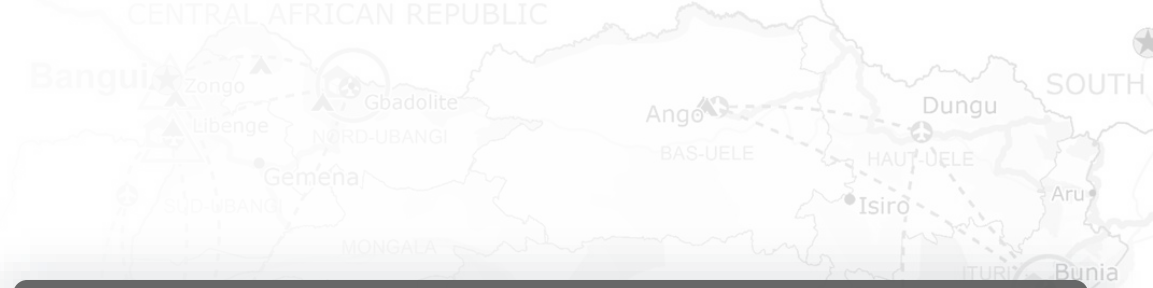 CENTRAL AFRICAN REPUBLIC
Bangui
Zongo
SOUTH
Gbadolite
Ango
Dungu
Libenge
NORD-UBANGI
BAS-UELE
HAUT-UELE
Gemena
Aru
SUD-UBANGI
Isiro
MONGALA
ITURI
Bunia